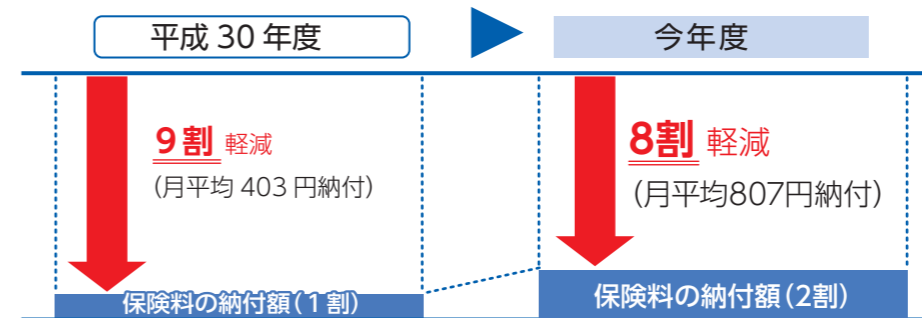 平成 30 年度
今年度
9割 軽減
(月平均 403 円納付)
8割 軽減
(月平均807円納付)
保険料の納付額(1割)
保険料の納付額(2割)